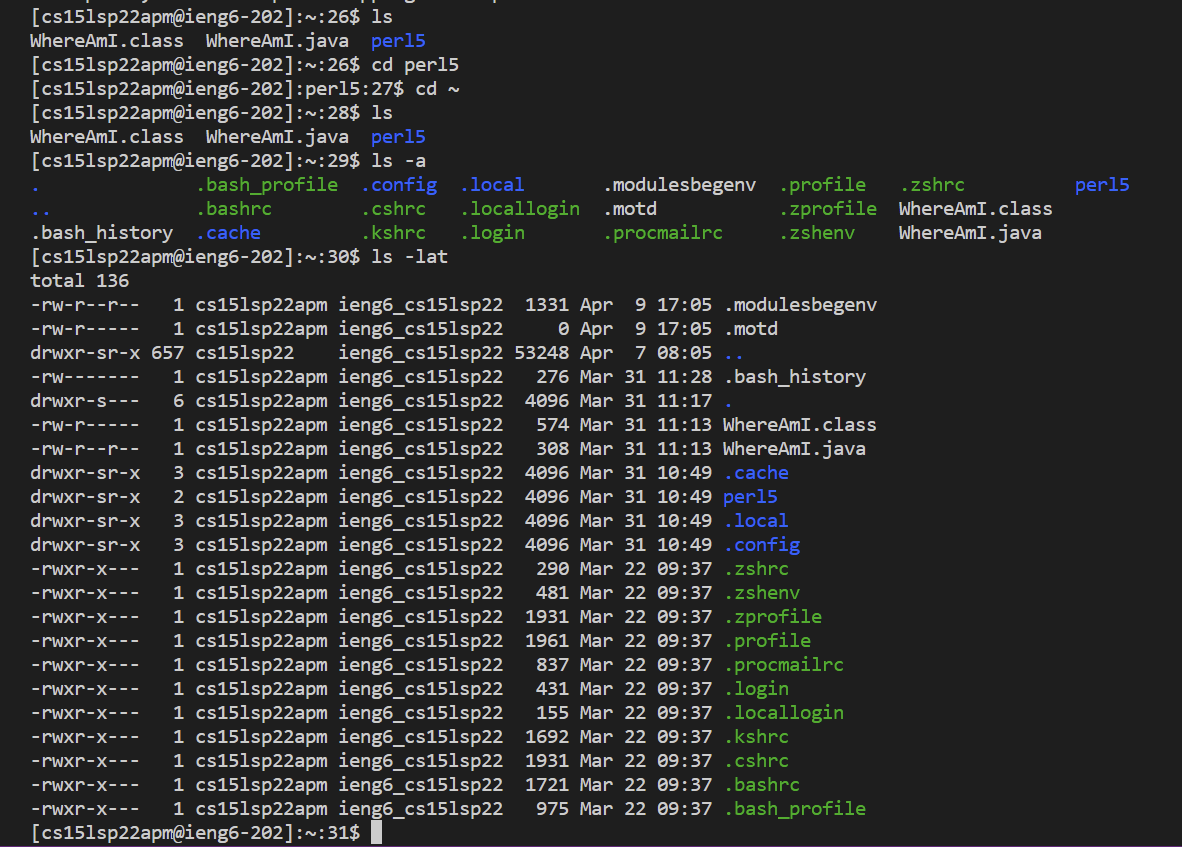 [cs15lsp22apm@ieng6-202]:~:26$ ls
WhereAmI.class  WhereAmI.java  perl5
[cs15lsp22apm@ieng6-202]:~:26$ cd perl5
[cs15lsp22apm@ieng6-202]:perl5:27$ cd ~
[cs15lsp22apm@ieng6-202]:~:28$ ls
WhereAmI.class  WhereAmI.java  perl5
[cs15lsp22apm@ieng6-202]:~:29$ ls -a
.              .bash_profile  .config  .local       .modulesbegenv  .profile   .zshrc          perl5
..             .bashrc        .cshrc   .locallogin  .motd           .zprofile  WhereAmI.class
.bash_history  .cache         .kshrc   .login       .procmailrc     .zshenv    WhereAmI.java
[cs15lsp22apm@ieng6-202]:~:30$ ls -lat
total 136
-rw-r--r--   1 cs15lsp22apm ieng6_cs15lsp22  1331 Apr  9 17:05 .modulesbegenv
-rw-r-----   1 cs15lsp22apm ieng6_cs15lsp22     0 Apr  9 17:05 .motd
drwxr-sr-x 657 cs15lsp22    ieng6_cs15lsp22 53248 Apr  7 08:05 ..
-rw-------   1 cs15lsp22apm ieng6_cs15lsp22   276 Mar 31 11:28 .bash_history
drwxr-s---   6 cs15lsp22apm ieng6_cs15lsp22  4096 Mar 31 11:17 .
-rw-r-----   1 cs15lsp22apm ieng6_cs15lsp22   574 Mar 31 11:13 WhereAmI.class
-rw-r--r--   1 cs15lsp22apm ieng6_cs15lsp22   308 Mar 31 11:13 WhereAmI.java
drwxr-sr-x   3 cs15lsp22apm ieng6_cs15lsp22  4096 Mar 31 10:49 .cache
drwxr-sr-x   2 cs15lsp22apm ieng6_cs15lsp22  4096 Mar 31 10:49 perl5
drwxr-sr-x   3 cs15lsp22apm ieng6_cs15lsp22  4096 Mar 31 10:49 .local
drwxr-sr-x   3 cs15lsp22apm ieng6_cs15lsp22  4096 Mar 31 10:49 .config
-rwxr-x---   1 cs15lsp22apm ieng6_cs15lsp22   290 Mar 22 09:37 .zshrc
-rwxr-x---   1 cs15lsp22apm ieng6_cs15lsp22   481 Mar 22 09:37 .zshenv
-rwxr-x---   1 cs15lsp22apm ieng6_cs15lsp22  1931 Mar 22 09:37 .zprofile
-rwxr-x---   1 cs15lsp22apm ieng6_cs15lsp22  1961 Mar 22 09:37 .profile
-rwxr-x---   1 cs15lsp22apm ieng6_cs15lsp22   837 Mar 22 09:37 .procmailrc
-rwxr-x---   1 cs15lsp22apm ieng6_cs15lsp22   431 Mar 22 09:37 .login
-rwxr-x---   1 cs15lsp22apm ieng6_cs15lsp22   155 Mar 22 09:37 .locallogin
-rwxr-x---   1 cs15lsp22apm ieng6_cs15lsp22  1692 Mar 22 09:37 .kshrc
-rwxr-x---   1 cs15lsp22apm ieng6_cs15lsp22  1931 Mar 22 09:37 .cshrc
-rwxr-x---   1 cs15lsp22apm ieng6_cs15lsp22  1721 Mar 22 09:37 .bashrc
-rwxr-x---   1 cs15lsp22apm ieng6_cs15lsp22   975 Mar 22 09:37 .bash_profile
[cs15lsp22apm@ieng6-202]:~:31$